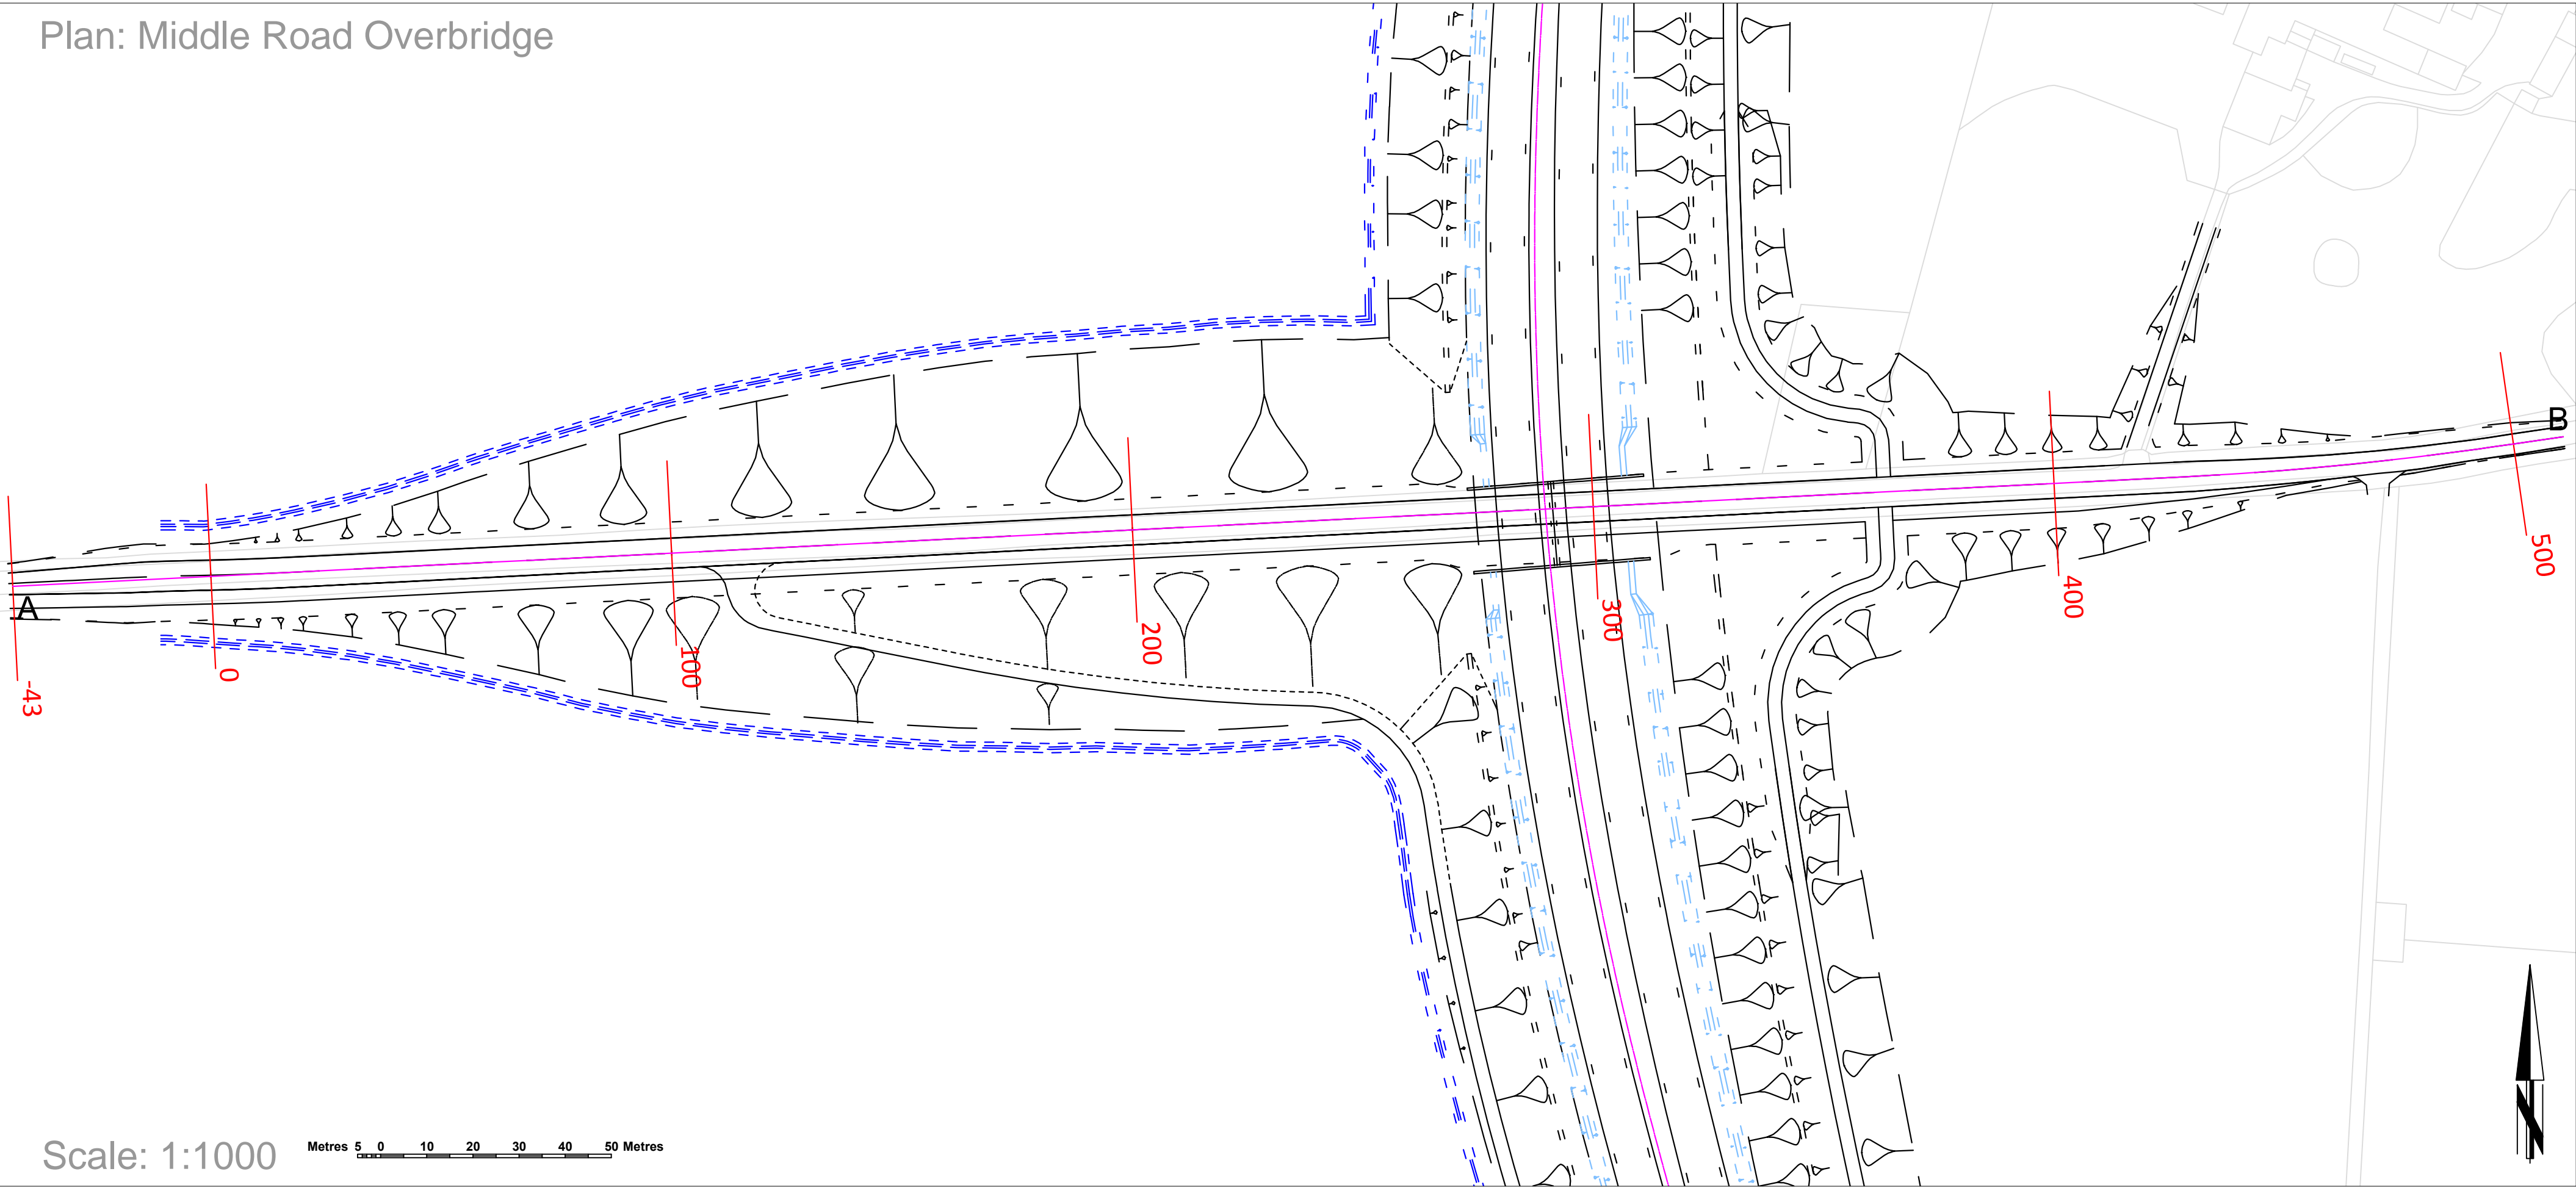 Plan: Middle Road Overbridge
B
500
A
300
400
200
100
0
-43
N
Scale: 1:1000
Metres 5 0 10 20 30 40 50 Metres